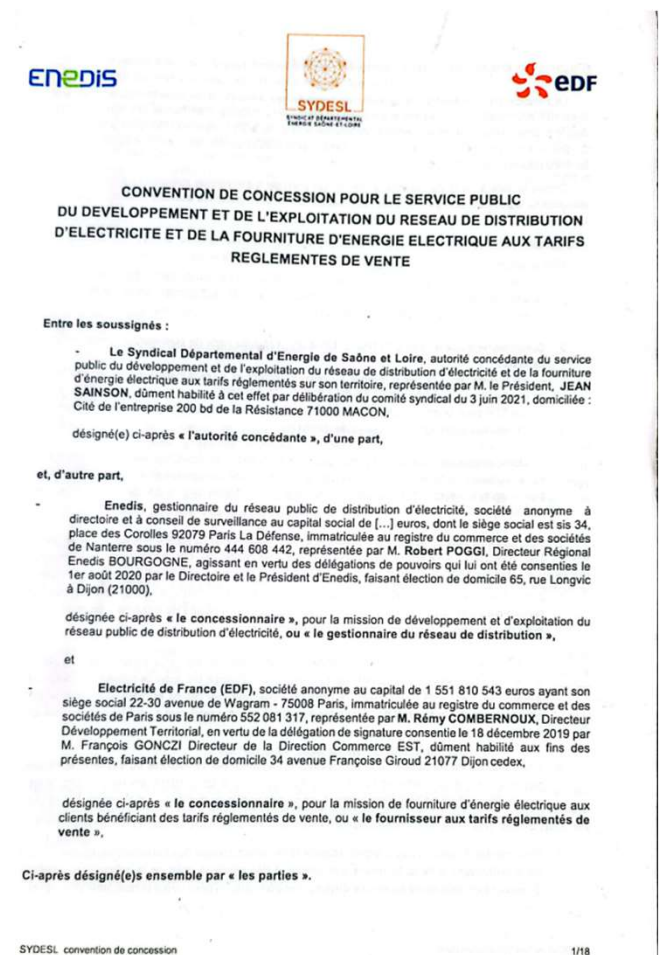 ENEDIS
SYDESL
SYNDICAT DÉPARTEMENTAL
ÉNERGIE SAÔNE ET-LOIRE
eDF
CONVENTION DE CONCESSION POUR LE SERVICE PUBLIC
DU DEVELOPPEMENT ET DE L'EXPLOITATION DU RESEAU DE DISTRIBUTION
D'ELECTRICITE ET DE LA FOURNITURE D'ENERGIE ELECTRIQUE AUX TARIFS
REGLEMENTES DE VENTE
Entre les soussignés :
- Le Syndical Départemental d'Energie de Saône et Loire, autorité concédante du service
public du développement et de l'exploitation du réseau de distribution d'électricité et de la fourniture
d'énergie électrique aux tarifs réglementés sur son territoire, représentée par M. le Président, JEAN
SAINSON, dûment habilité à cet effet par délibération du comité syndical du 3 juin 2021, domiciliée :
Cité de l'entreprise 200 bd de la Résistance 71000 MACON,
désigné(e) ci-après « l'autorité concédante », d'une part,
et, d'autre part,
- Enedis, gestionnaire du réseau public de distribution d'électricité, société anonyme à
directoire et à conseil de surveillance au capital social de [...] euros, dont le siège social est sis 34,
place des Corolles 92079 Paris La Défense, immatriculée au registre du commerce et des sociétés
de Nanterre sous le numéro 444 608 442, représentée par M. Robert POGGI, Directeur Régional
Enedis BOURGOGNE, agissant en vertu des délégations de pouvoirs qui lui ont été consenties le
1er août 2020 par le Directoire et le Président d'Enedis, faisant élection de domicile 65, rue Longvic
à Dijon (21000),
désignée ci-après « le concessionnaire », pour la mission de développement et d'exploitation du
réseau public de distribution d'électricité, ou « le gestionnaire du réseau de distribution »,
et
- Electricité de France (EDF), société anonyme au capital de 1 551 810 543 euros ayant son
siège social 22-30 avenue de Wagram - 75008 Paris, immatriculée au registre du commerce et des
sociétés de Paris sous le numéro 552 081 317, représentée par M. Rémy COMBERNOUX, Directeur
Développement Territorial, en vertu de la délégation de signature consentie le 18 décembre 2019 par
M. François GONCZI Directeur de la Direction Commerce EST, dûment habilité aux fins des
présentes, faisant élection de domicile 34 avenue Françoise Giroud 21077 Dijon cedex,
désignée ci-après « le concessionnaire », pour la mission de fourniture d'énergie électrique aux
clients bénéficiant des tarifs réglementés de vente, ou « le fournisseur aux tarifs réglementés de
vente »,
Ci-après désigné(e)s ensemble par « les parties ».
SYDESL convention de concession 1/18